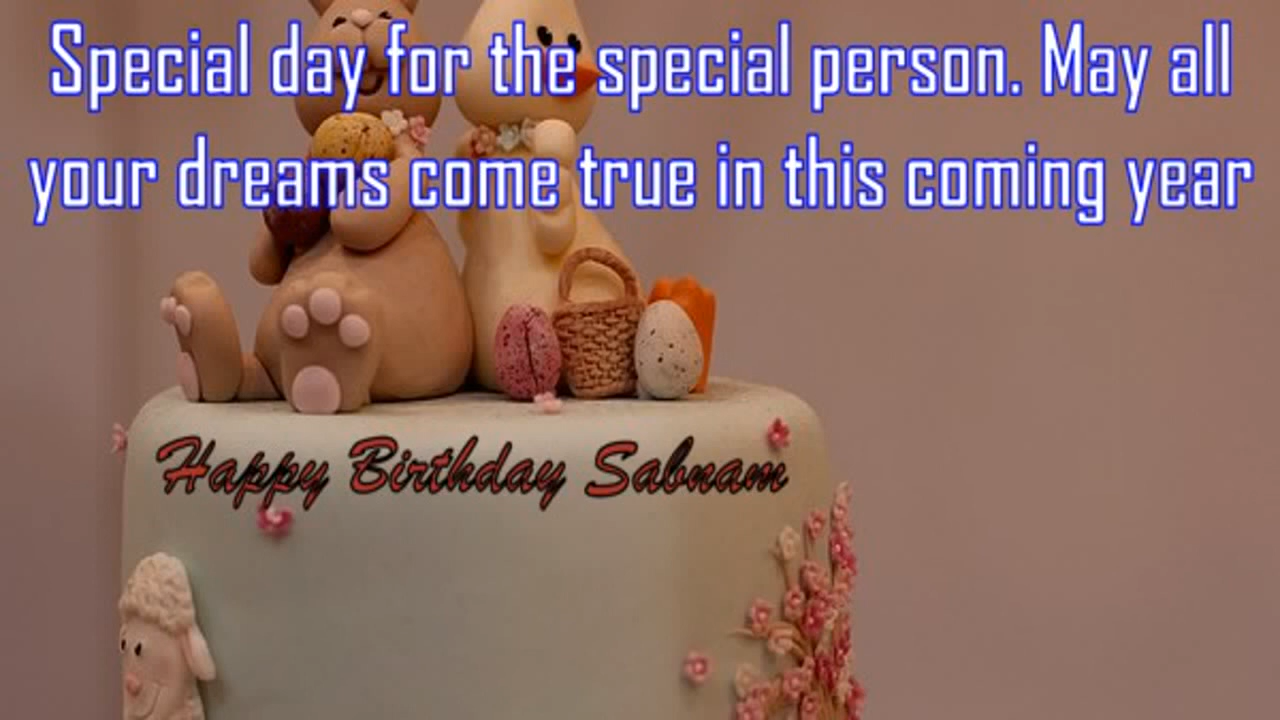 Special day for the special person. May all
your dreams come true in this coming year
Happy Birthday Sabnam